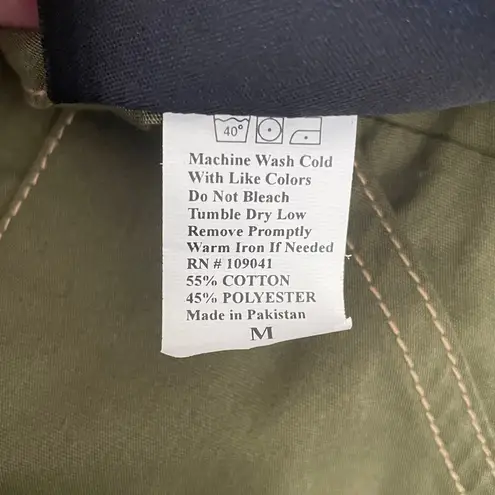 40°
Machine Wash Cold
With Like Colors
Do Not Bleach
Tumble Dry Low
Remove Promptly
Warm Iron If Needed
RN # 109041
55% COTTON
45% POLYESTER
Made in Pakistan
M